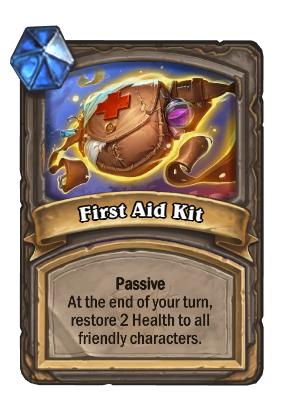 First Aid Kit
Passive
At the end of your turn,
restore 2 Health to all
friendly characters.